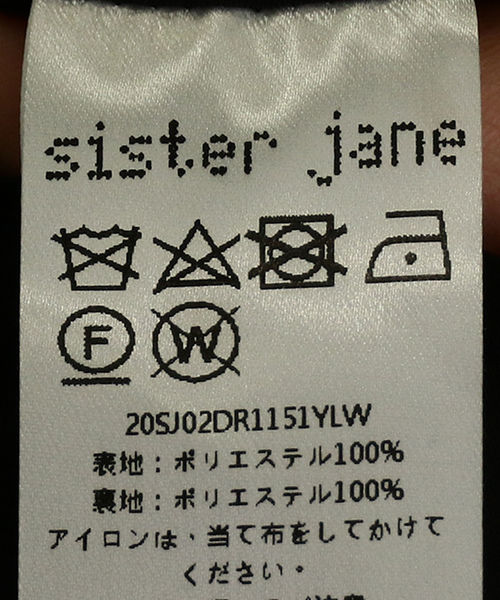 sister jane
F W
20SJ02DR1151YLW
表地：ポリエステル100%
裏地：ポリエステル100%
アイロンは、当て布をしてかけて
ください。